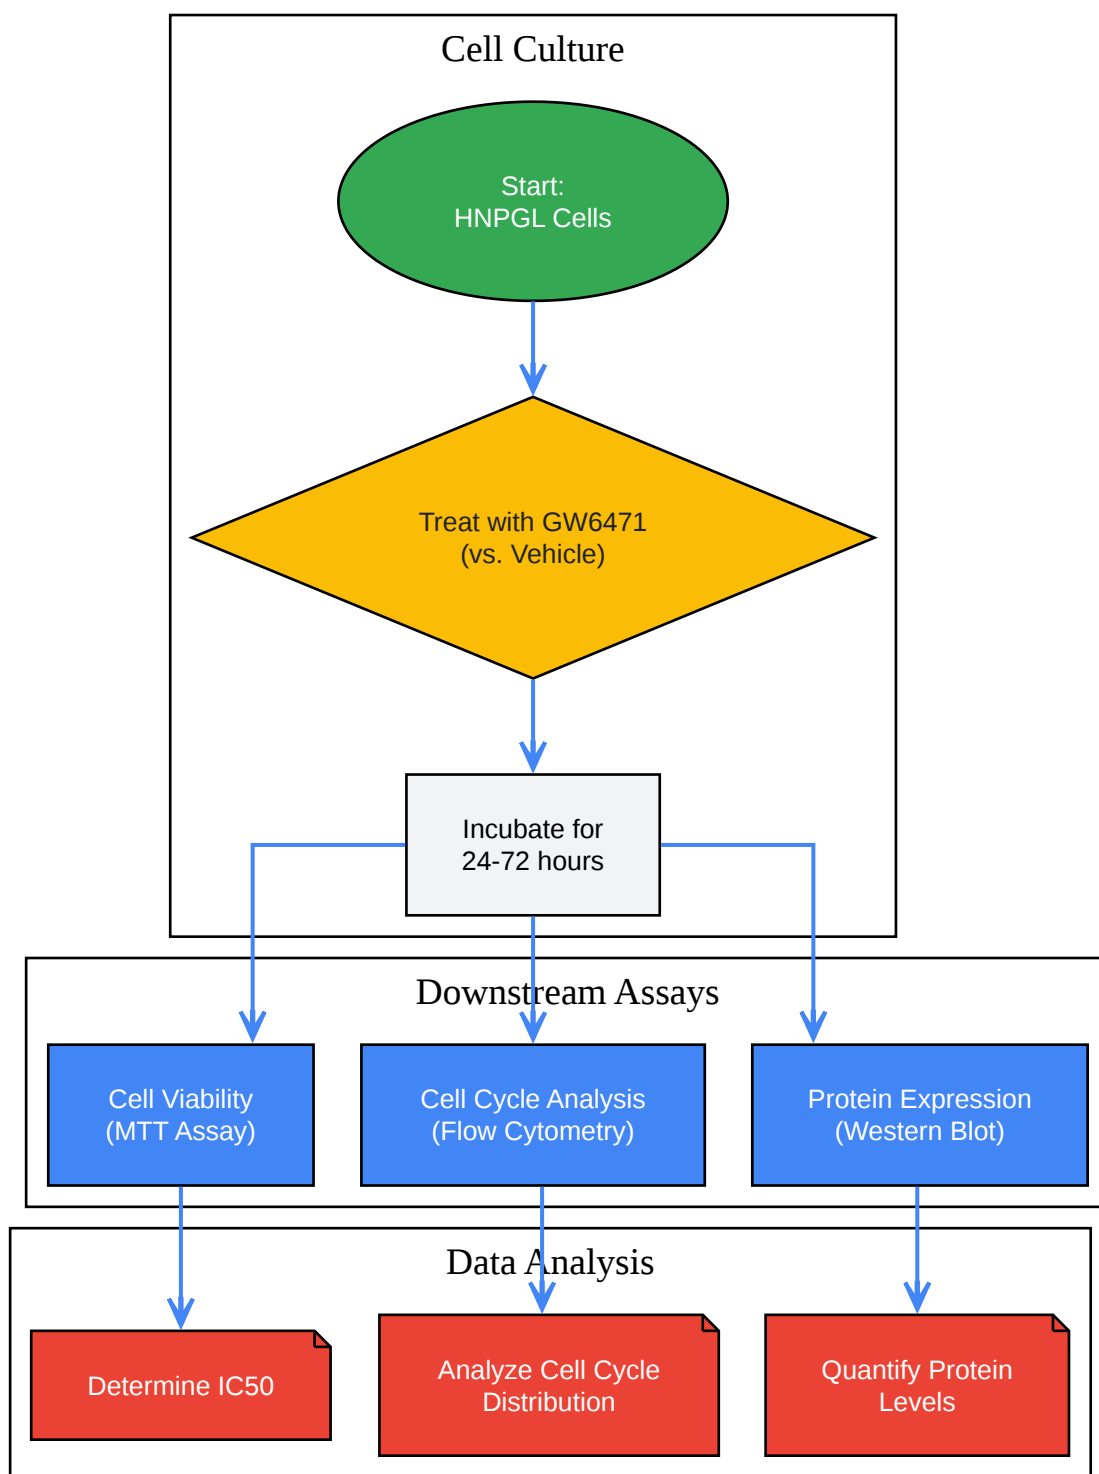 Cell Culture
Start:
HNPGL Cells
Treat with GW6471
(vs. Vehicle)
Incubate for
24-72 hours
Downstream Assays
Cell Viability
(MTT Assay)
Cell Cycle Analysis
(Flow Cytometry)
Protein Expression
(Western Blot)
Data Analysis
Determine IC50
Analyze Cell Cycle
Distribution
Quantify Protein
Levels